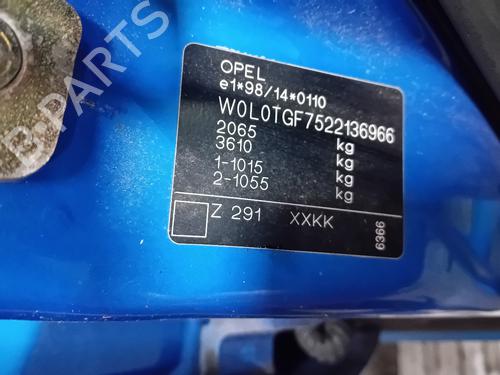 B-PARTS
OPEL
e1*98/14*0110
W0L0TGF7522136966
2065 kg
3610 kg
1-1015 kg
2-1055 kg
Z 291 XXKK
6366